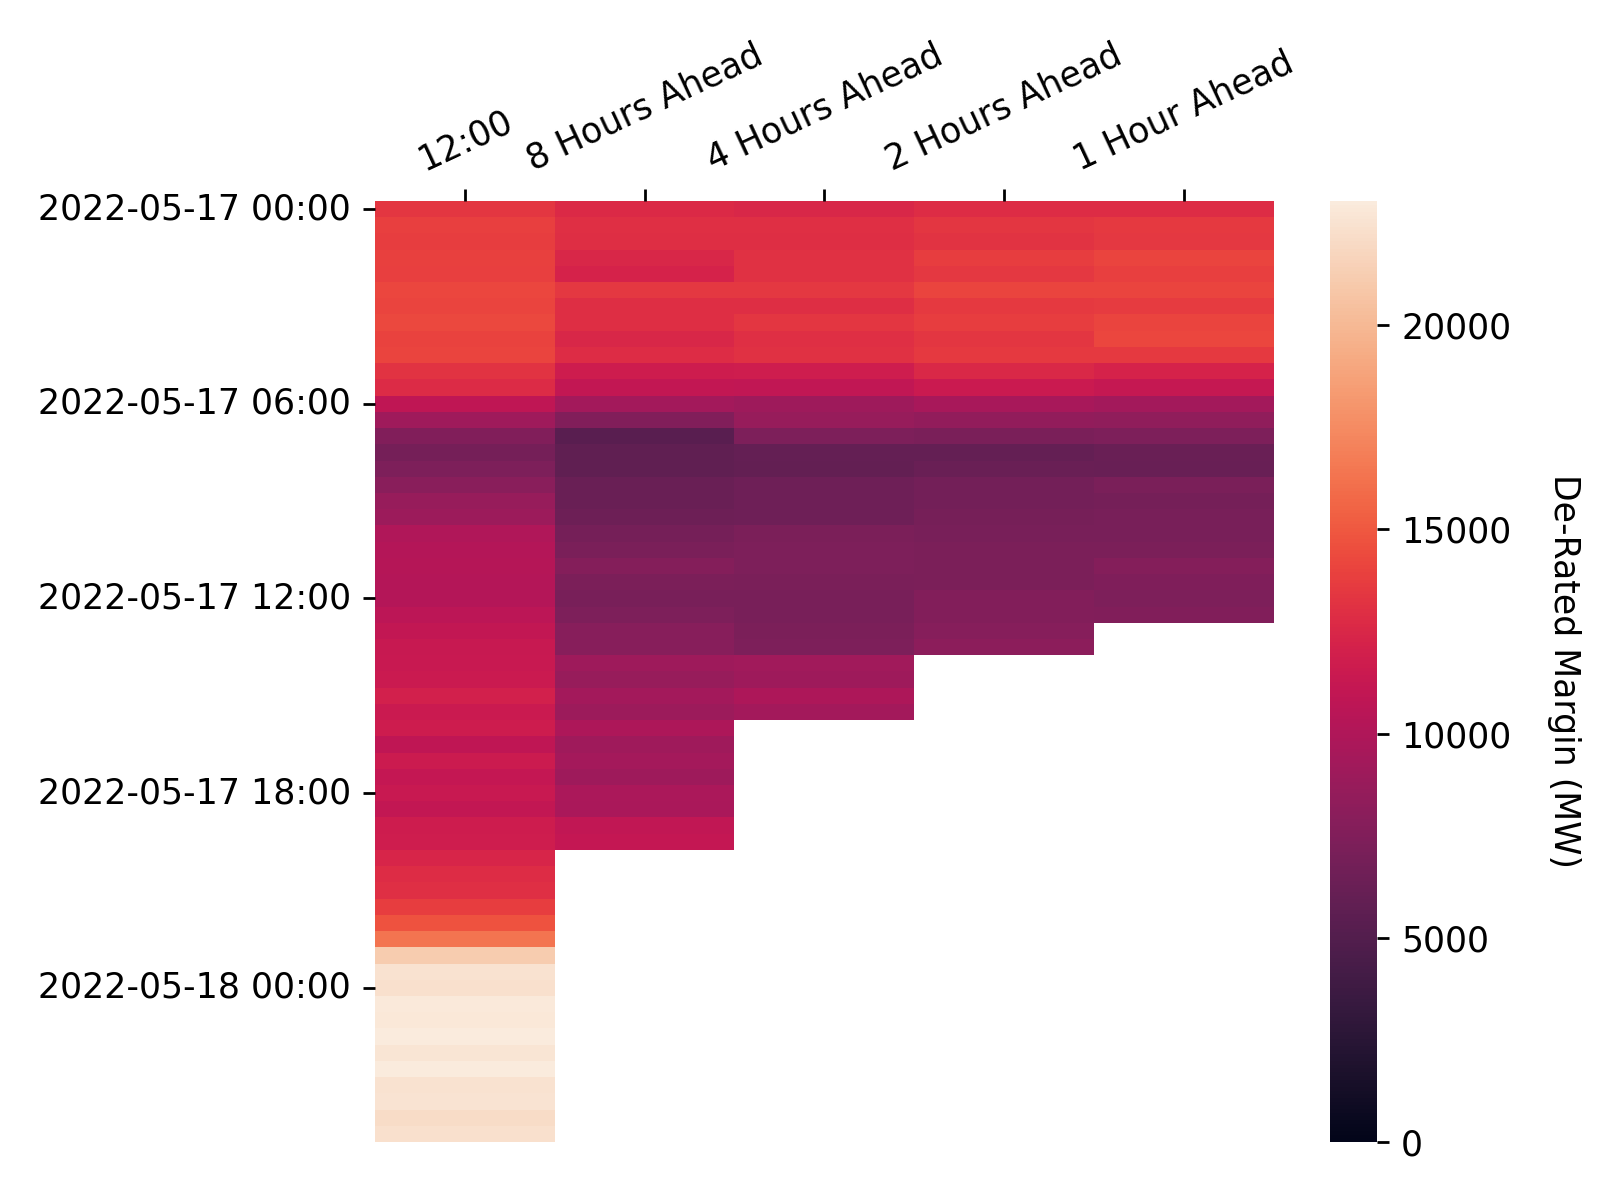 12:00
8 Hours Ahead
4 Hours Ahead
2 Hours Ahead
1 Hour Ahead
2022-05-17 00:00
2022-05-17 06:00
2022-05-17 12:00
2022-05-17 18:00
2022-05-18 00:00
20000
15000
10000
5000
0
De-Rated Margin (MW)